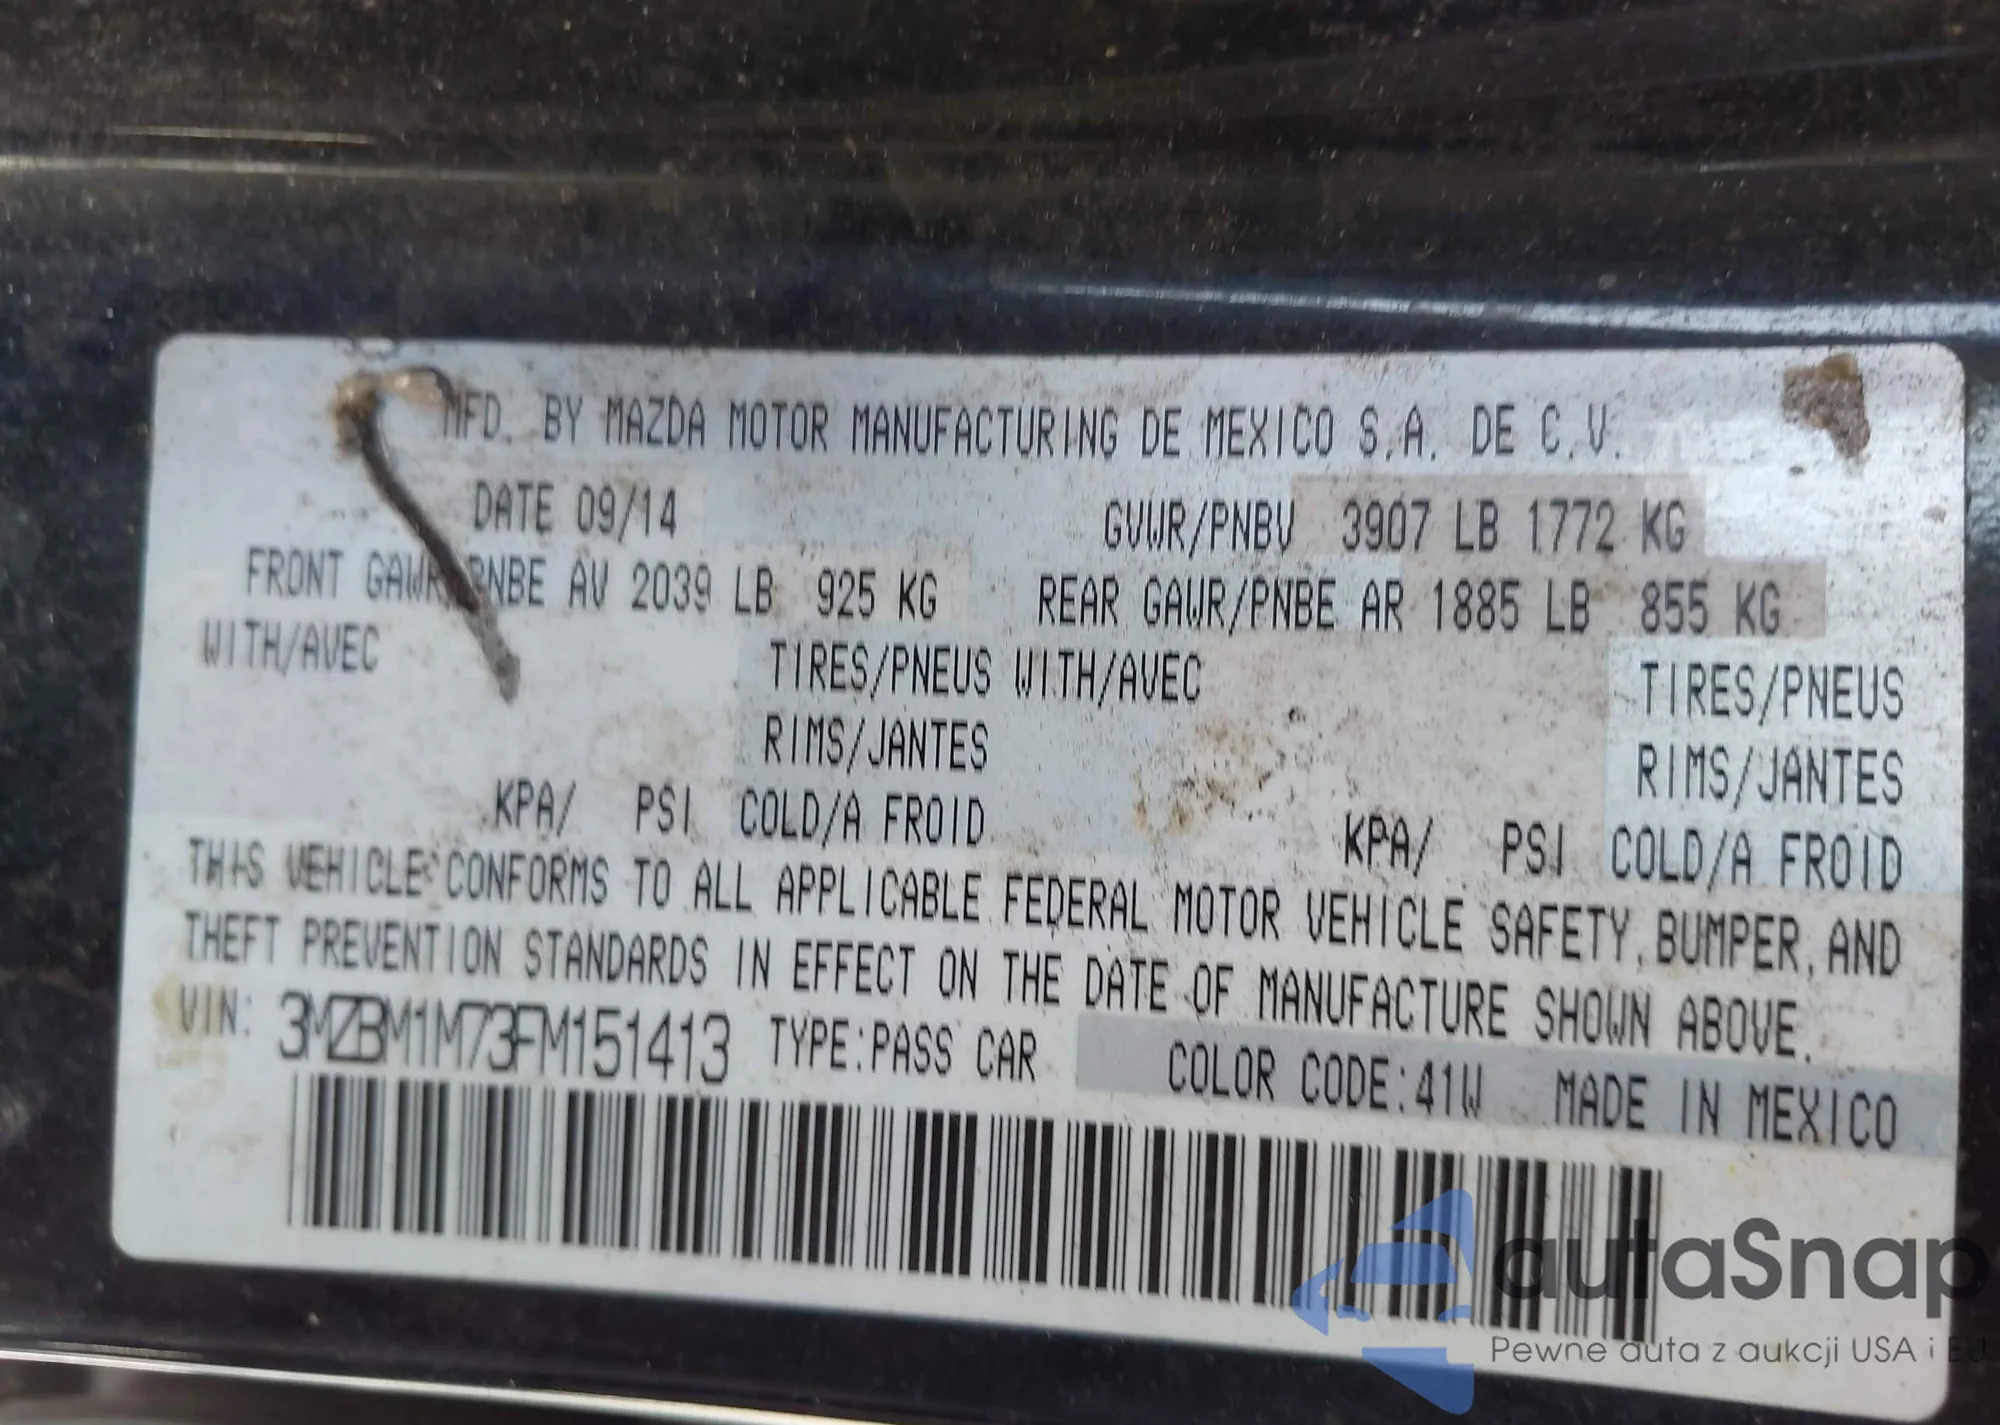 MFD. BY MAZDA MOTOR MANUFACTURING DE MEXICO S.A. DE C.V.
DATE 09/14 GVWR/PNBV 3907 LB 1772 KG
FRONT GAWR/PNBE AV 2039 LB 925 KG REAR GAWR/PNBE AR 1885 LB 855 KG
WITH/AVEC TIRES/PNEUS WITH/AVEC TIRES/PNEUS
RIMS/JANTES RIMS/JANTES
KPA/ PSI COLD/A FROID KPA/ PSI COLD/A FROID
THIS VEHICLE CONFORMS TO ALL APPLICABLE FEDERAL MOTOR VEHICLE SAFETY, BUMPER, AND
THEFT PREVENTION STANDARDS IN EFFECT ON THE DATE OF MANUFACTURE SHOWN ABOVE.
VIN: 3MZBM1M73FM151413 TYPE:PASS CAR COLOR CODE:41W MADE IN MEXICO
autaSnap
Pewne auta z aukcji USA i EU